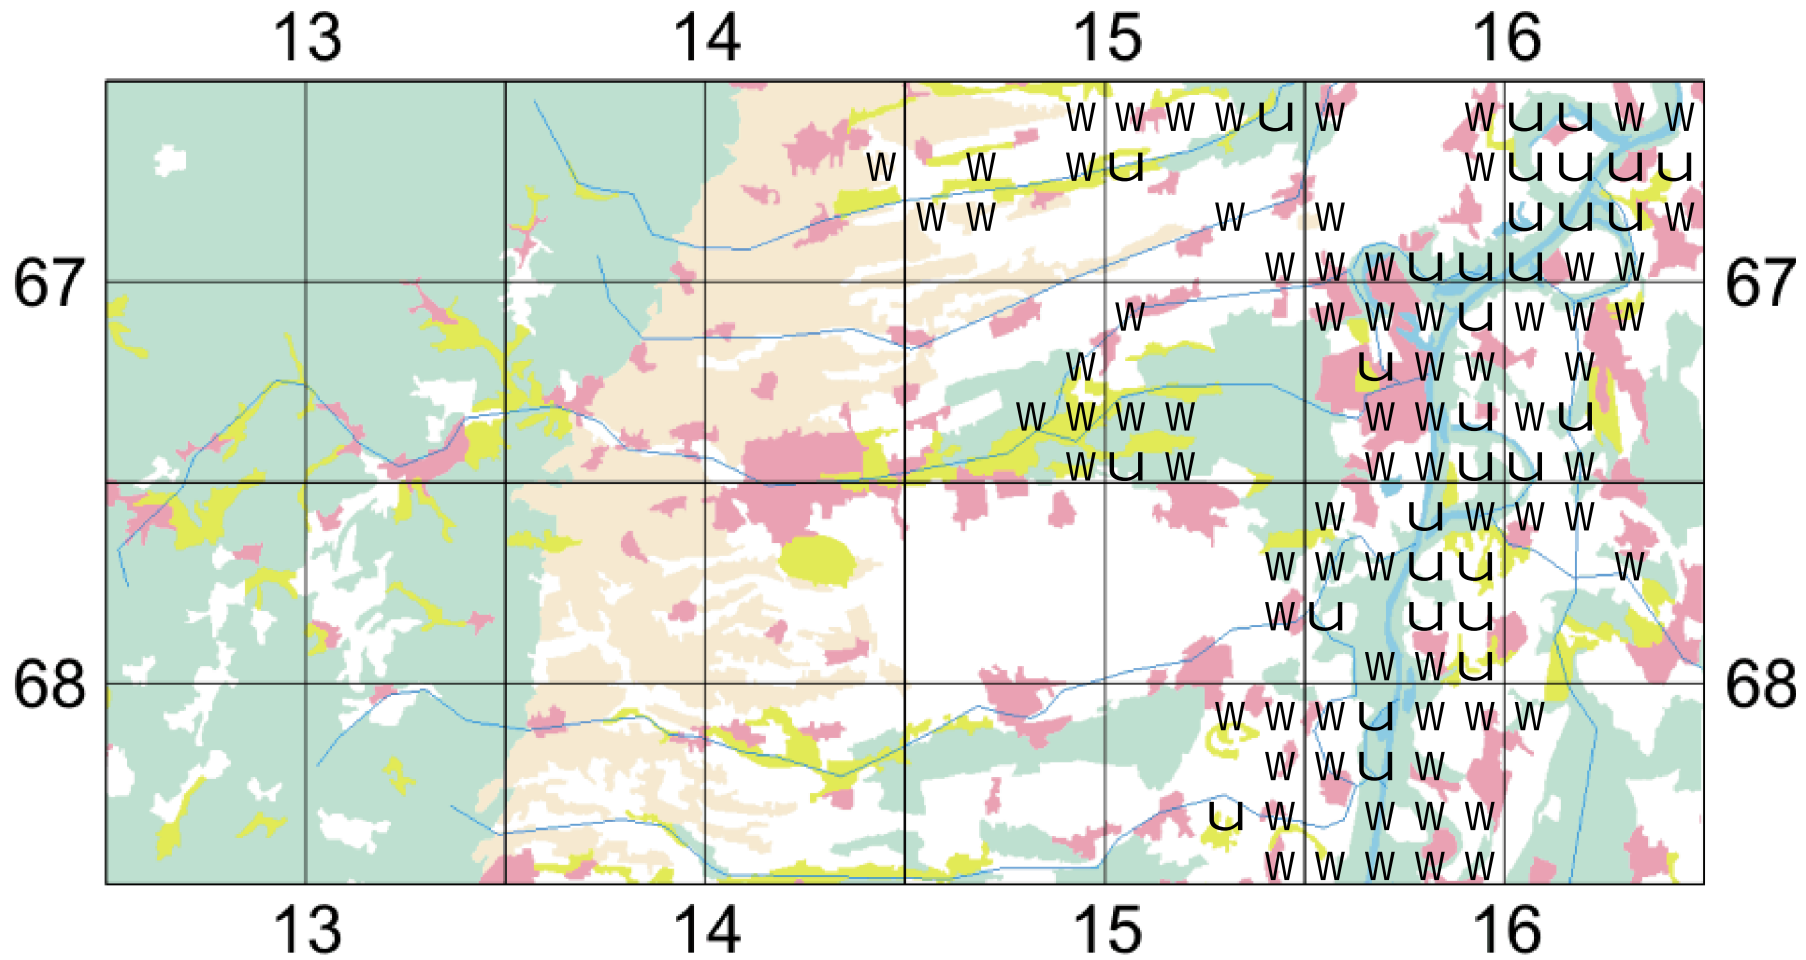 13 14 15 16
W W W W u W W u u W W
W W W u W u u u u
W W W W u u u W
W W W u u u W W
67 67
W W W W u W W W
W u W W W
W W W W W W u W u
W u W W W u u W
W u W W W
W W W u u W
W u u u
W W u
68 68
W W W u W W W
W W u W
u W W W W
W W W W W
13 14 15 16